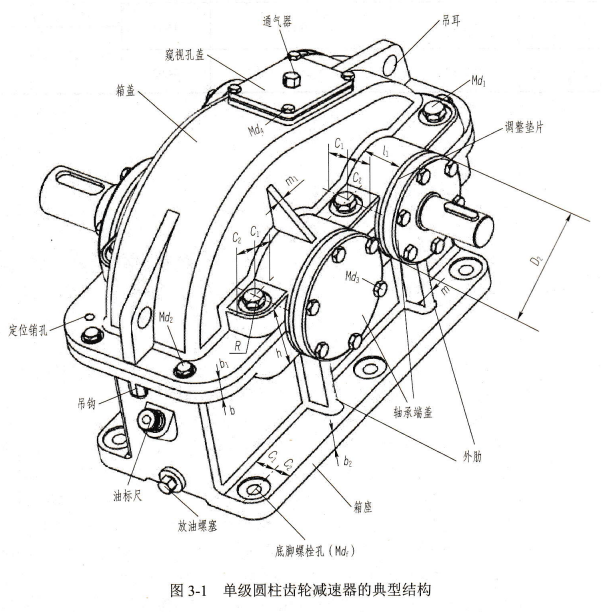 通气器
吊耳
窥视孔盖
箱盖
Md₁
Md₄
调整垫片
C₁
l₁
C₂
m₁
C₂
C₁
D₂
Md₃
m
定位销孔
Md₂
R
h
b₁
b
吊钩
轴承端盖
外肋
C₁
C₂
b₂
油标尺
箱座
放油螺塞
底脚螺栓孔(Mdf)
图 3-1 单级圆柱齿轮减速器的典型结构